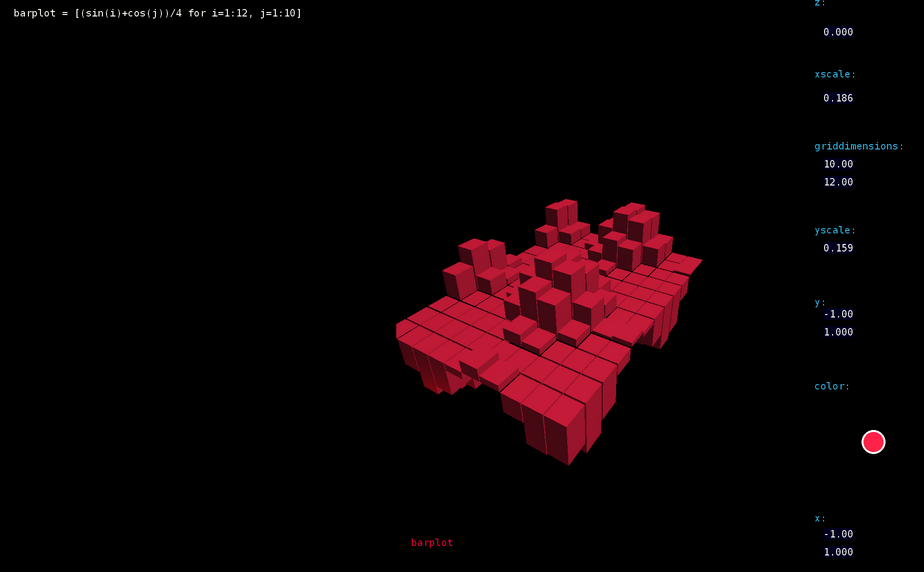 barplot = [(sin(i)+cos(j))/4 for i=1:12, j=1:10]
z:
0.000
xscale:
0.186
griddimensions:
10.00
12.00
yscale:
0.159
y:
-1.00
1.000
color:
x:
-1.00
1.000
barplot